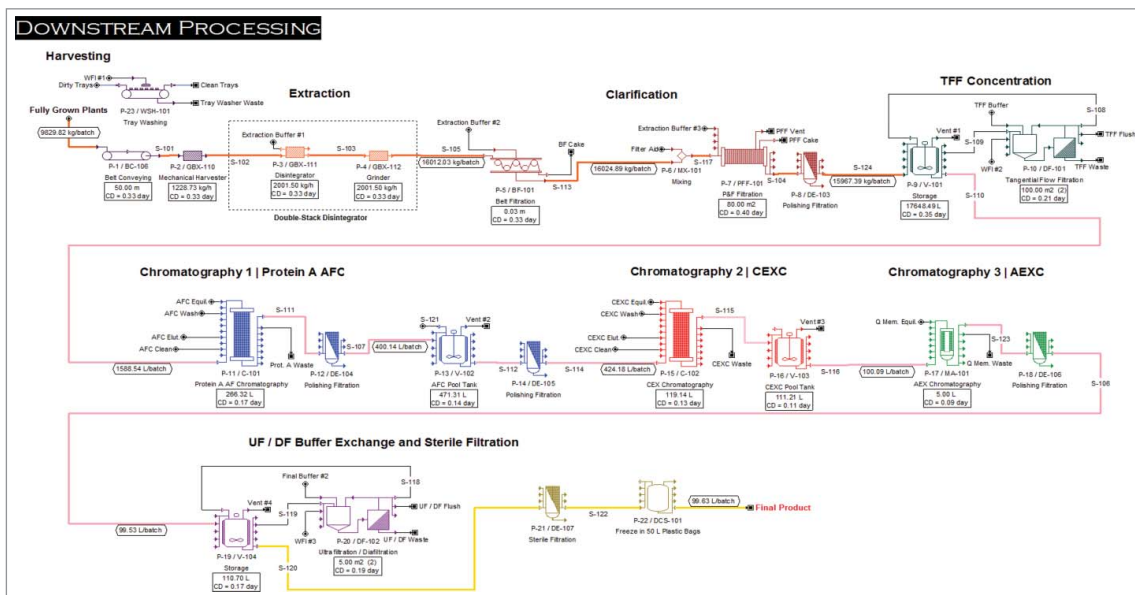 DOWNSTREAM PROCESSING
Harvesting
WFI #1
Dirty Trays
Clean Trays
Tray Washer Waste
P-23 / WSH-101
Tray Washing
Fully Grown Plants
9829.82 kg/batch
S-101
P-1 / BC-106
Belt Conveying
50.00 m
CD = 0.33 day
P-2 / GBX-110
Mechanical Harvester
1228.73 kg/h
CD = 0.33 day
S-102
Extraction
Extraction Buffer #1
S-103
P-3 / GBX-111
Disintegrator
2001.50 kg/h
CD = 0.33 day
P-4 / GBX-112
Grinder
2001.50 kg/h
CD = 0.33 day
Double-Stack Disintegrator
S-105
16012.03 kg/batch
Extraction Buffer #2
BF Cake
S-113
P-5 / BF-101
Belt Filtration
0.03 m
CD = 0.33 day
Clarification
Extraction Buffer #3
Filter Aid
S-117
16024.89 kg/batch
P-6 / MX-101
Mixing
PFF Vent
PFF Cake
S-104
P-7 / PFF-101
P&F Filtration
80.00 m2
CD = 0.40 day
P-8 / DE-103
Polishing Filtration
S-124
15967.39 kg/batch
TFF Concentration
S-108
TFF Buffer
Vent #1
S-109
TFF Flush
WFI #2
TFF Waste
P-9 / V-101
Storage
17648.49 L
CD = 0.35 day
P-10 / DF-101
Tangential Flow Filtration
100.00 m2 (2)
CD = 0.21 day
S-110
Chromatography 1 | Protein A AFC
AFC Equil.
AFC Wash
AFC Elut.
AFC Clean
1588.54 L/batch
S-111
Prot. A Waste
P-11 / C-101
Protein A AF Chromatography
266.32 L
CD = 0.17 day
S-107
P-12 / DE-104
Polishing Filtration
400.14 L/batch
S-121
Vent #2
P-13 / V-102
AFC Pool Tank
471.31 L
CD = 0.14 day
S-112
P-14 / DE-105
Polishing Filtration
S-114
Chromatography 2 | CEXC
CEXC Equil.
CEXC Wash
CEXC Elut.
CEXC Clean
424.18 L/batch
S-115
CEXC Waste
P-15 / C-102
CEX Chromatography
119.14 L
CD = 0.13 day
Vent #3
P-16 / V-103
CEXC Pool Tank
111.21 L
CD = 0.11 day
S-116
Chromatography 3 | AEXC
Q Mem. Equil.
100.09 L/batch
S-123
Q Mem. Waste
P-17 / MA-101
AEX Chromatography
5.00 L
CD = 0.09 day
P-18 / DE-106
Polishing Filtration
S-106
UF / DF Buffer Exchange and Sterile Filtration
S-118
Final Buffer #2
Vent #4
S-119
UF / DF Flush
99.53 L/batch
WFI #3
UF / DF Waste
P-19 / V-104
Storage
110.70 L
CD = 0.17 day
P-20 / DF-102
Ultrafiltration / Diafiltration
5.00 m2 (2)
CD = 0.19 day
S-120
P-21 / DE-107
Sterile Filtration
S-122
P-22 / DCS-101
Freeze in 50 L Plastic Bags
99.63 L/batch
Final Product